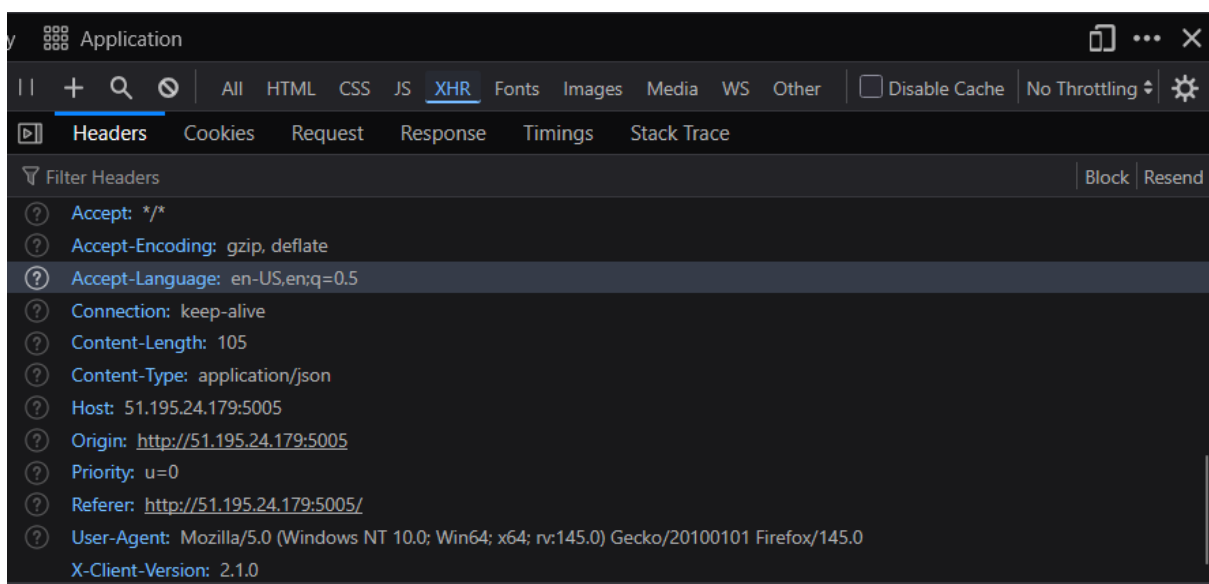 y Application
All HTML CSS JS XHR Fonts Images Media WS Other Disable Cache No Throttling
Headers Cookies Request Response Timings Stack Trace
Filter Headers Block Resend
Accept: */*
Accept-Encoding: gzip, deflate
Accept-Language: en-US,en;q=0.5
Connection: keep-alive
Content-Length: 105
Content-Type: application/json
Host: 51.195.24.179:5005
Origin: http://51.195.24.179:5005
Priority: u=0
Referer: http://51.195.24.179:5005/
User-Agent: Mozilla/5.0 (Windows NT 10.0; Win64; x64; rv:145.0) Gecko/20100101 Firefox/145.0
X-Client-Version: 2.1.0